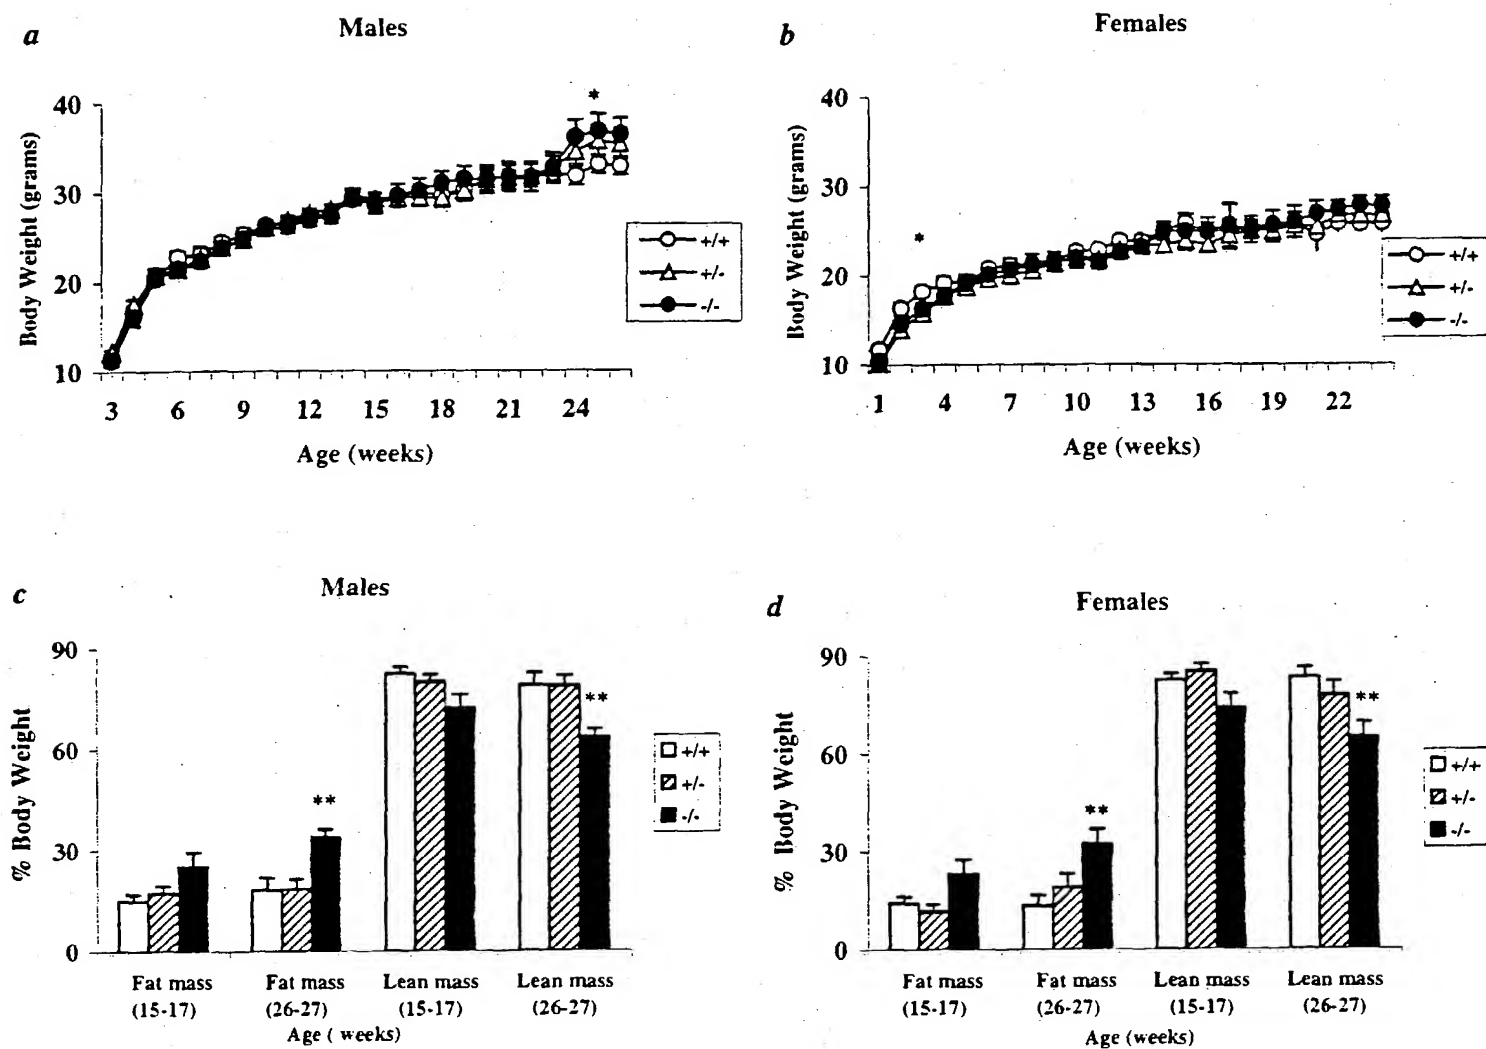 a
Males
Body Weight (grams)
40
30
20
10
*
+/+
+/-
-/-
3 6 9 12 15 18 21 24
Age (weeks)
b
Females
Body Weight (grams)
40
30
20
10
*
+/+
+/-
-/-
1 4 7 10 13 16 19 22
Age (weeks)
c
Males
% Body Weight
90
60
30
0
**
**
+/+
+/-
-/-
Fat mass Fat mass Lean mass Lean mass
(15-17) (26-27) (15-17) (26-27)
Age ( weeks)
d
Females
% Body Weight
90
60
30
0
**
**
+/+
+/-
-/-
Fat mass Fat mass Lean mass Lean mass
(15-17) (26-27) (15-17) (26-27)
Age (weeks)